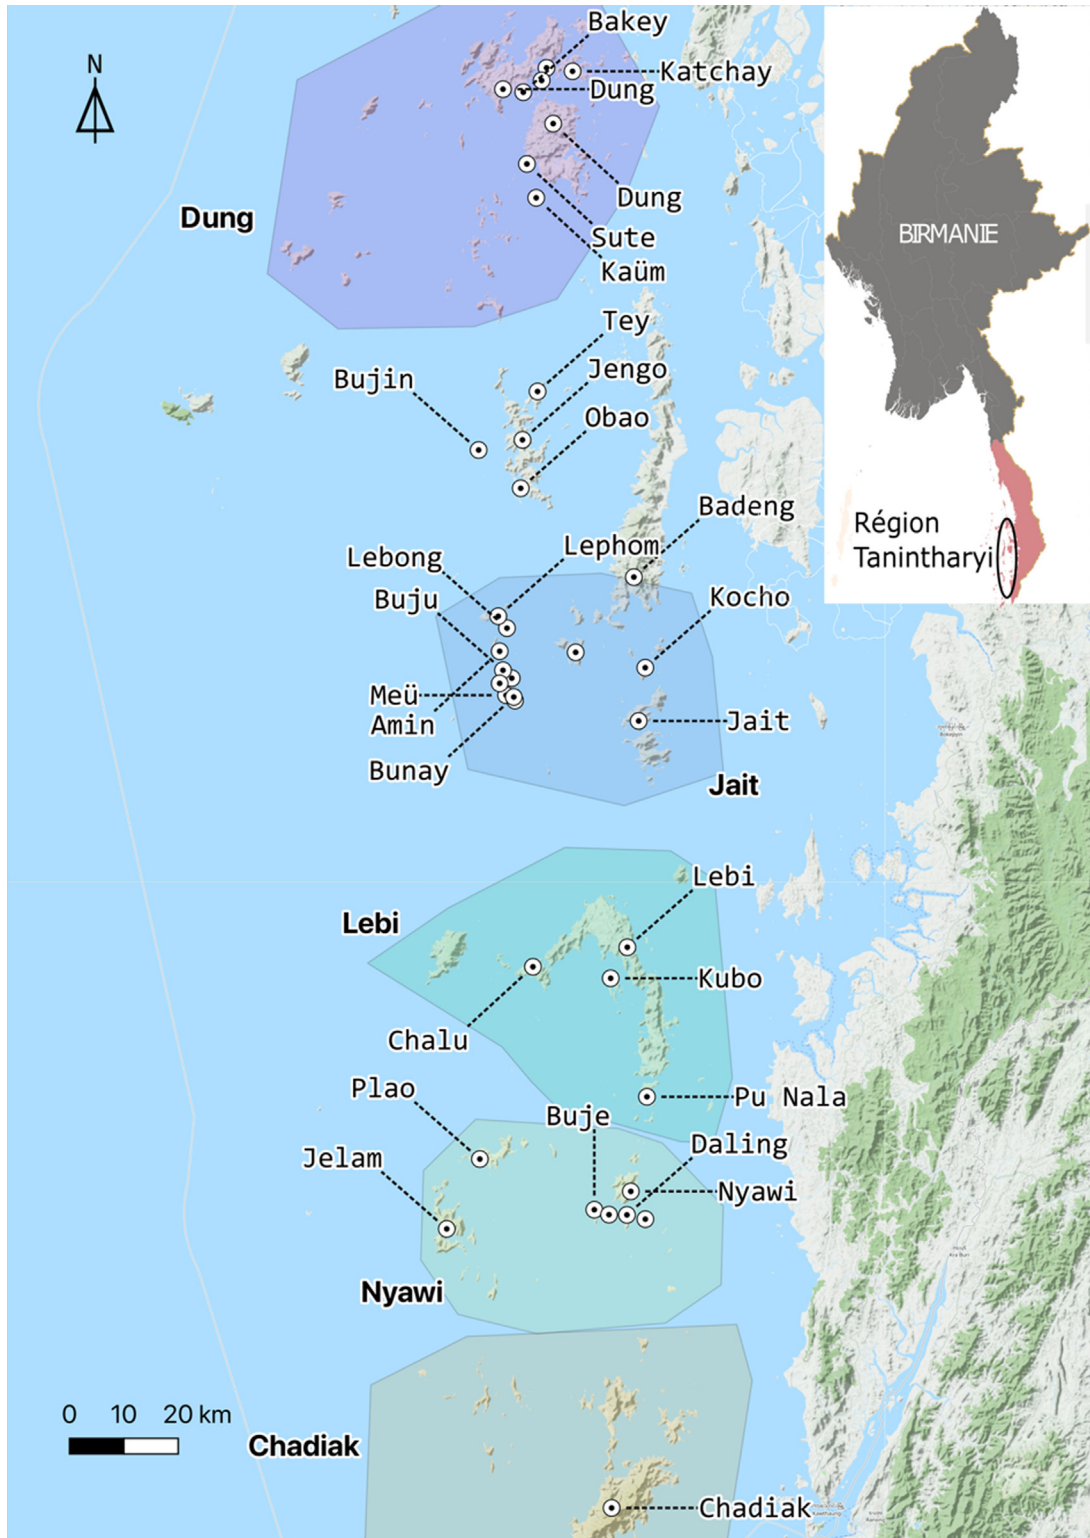 N
Bakey
Katchay
Dung
Dung
Dung
Sute
Kaüm
BIRMANIE
Région
Tanintharyi
Tey
Jengo
Bujin
Obao
Badeng
Lephom
Lebong
Buju
Kocho
Meü
Amin
Jait
Bunay
Jait
Lebi
Lebi
Kubo
Chalu
Plao
Pu Nala
Buje
Daling
Jelam
Nyawi
Nyawi
0 10 20 km
Chadiak
Chadiak